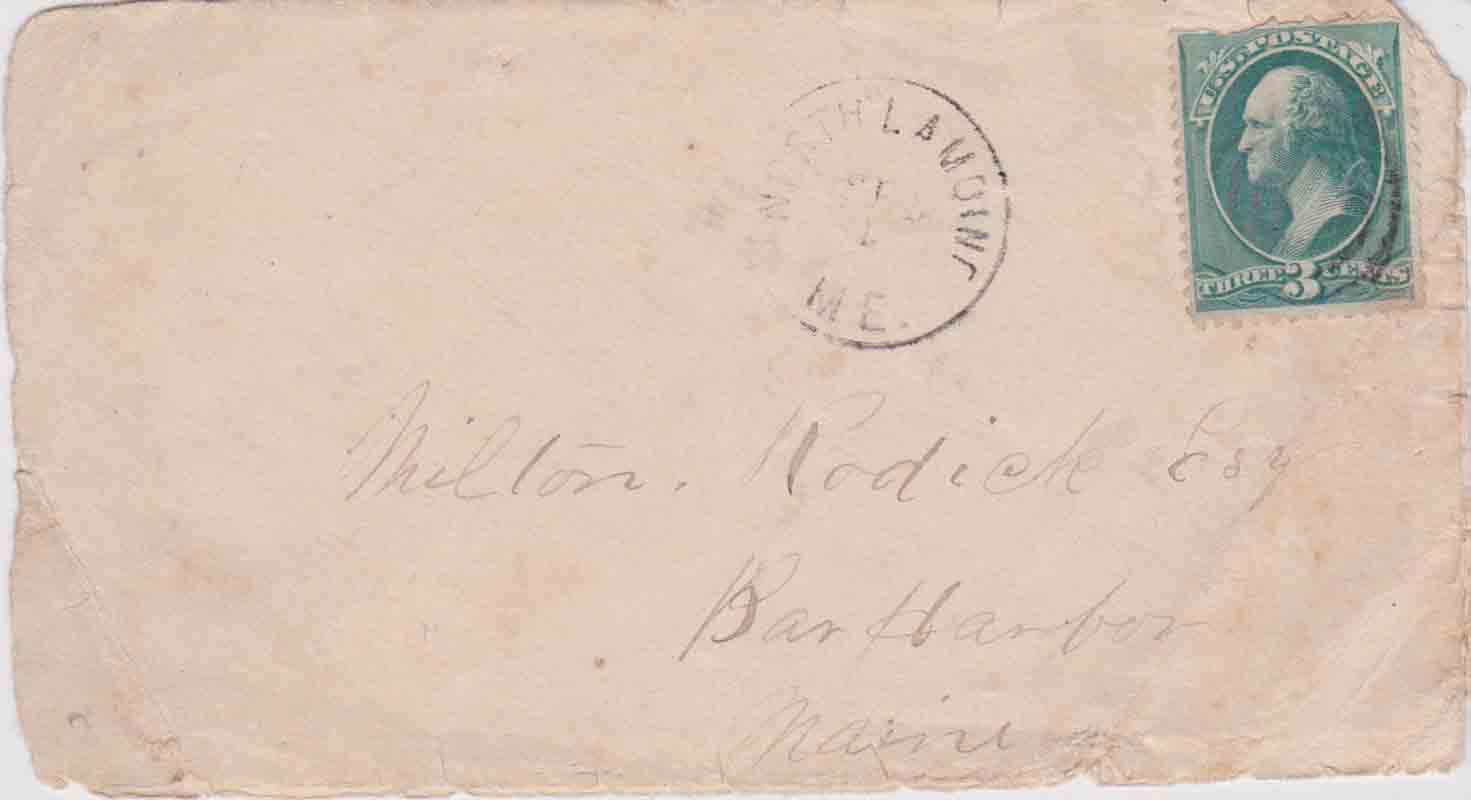 U.S. POSTAGE
THREE 3 CENTS
NORTH LAMOINE
ME.
Milton. Rodick Esq
Bar Harbor
Maine